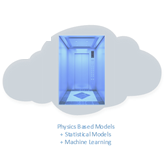 Physics Based Models
+ Statistical Models
+ Machine Learning